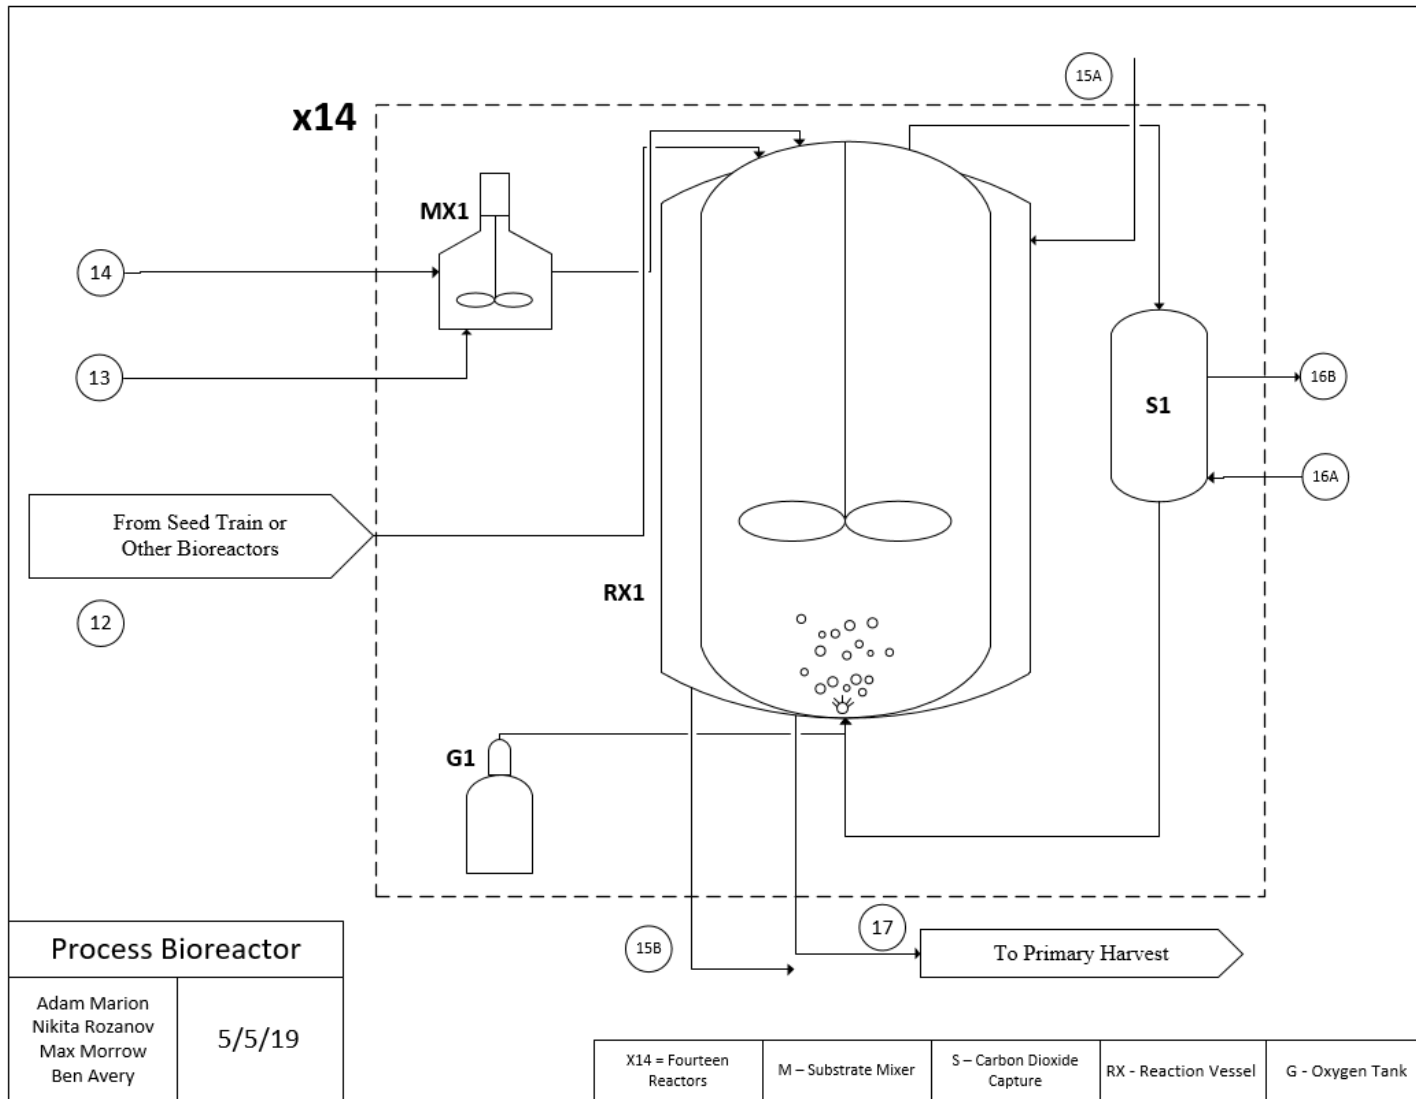 15A
x14
MX1
14
13
16B
S1
16A
From Seed Train or
Other Bioreactors
RX1
12
G1
17
15B
To Primary Harvest
Process Bioreactor
Adam Marion
Nikita Rozanov
Max Morrow
Ben Avery
5/5/19
X14 = Fourteen
Reactors
M – Substrate Mixer
S – Carbon Dioxide
Capture
RX - Reaction Vessel
G - Oxygen Tank